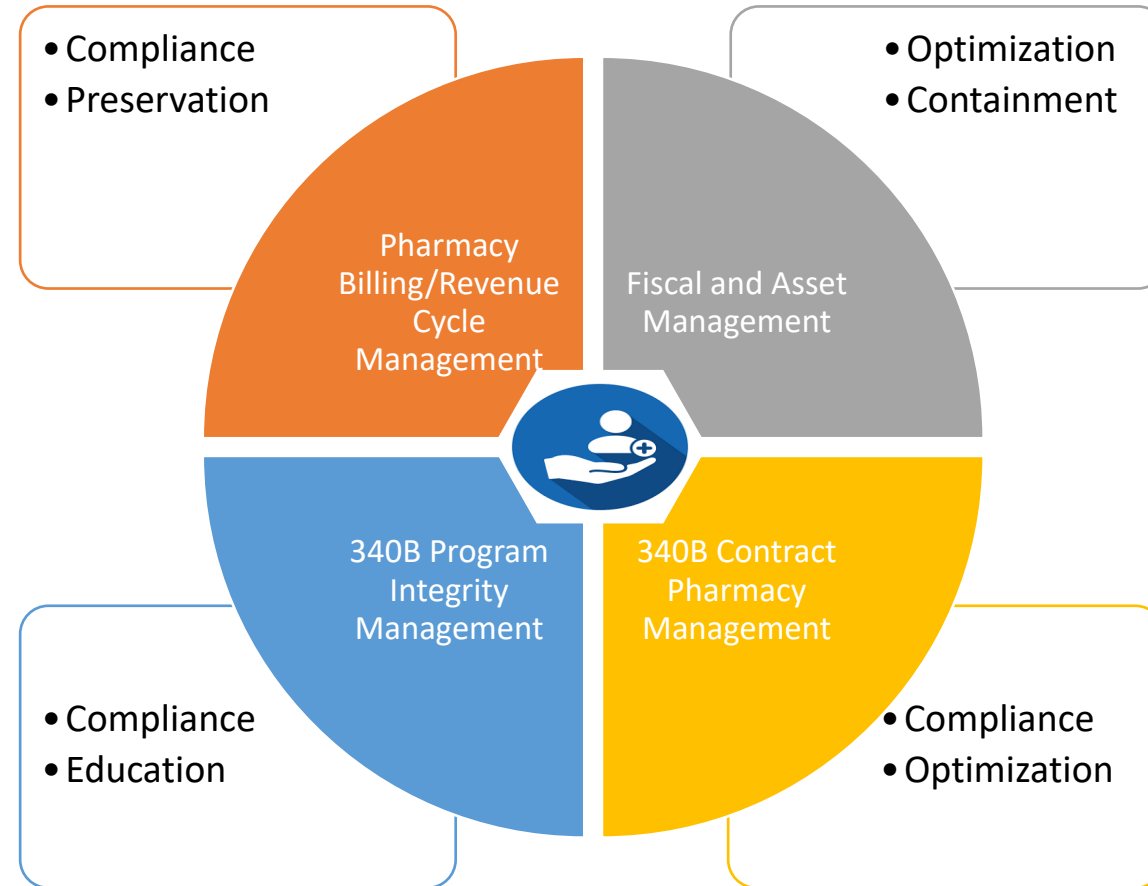 • Compliance
• Preservation
• Optimization
• Containment
Pharmacy
Billing/Revenue
Cycle
Management
Fiscal and Asset
Management
340B Program
Integrity
Management
340B Contract
Pharmacy
Management
• Compliance
• Education
• Compliance
• Optimization